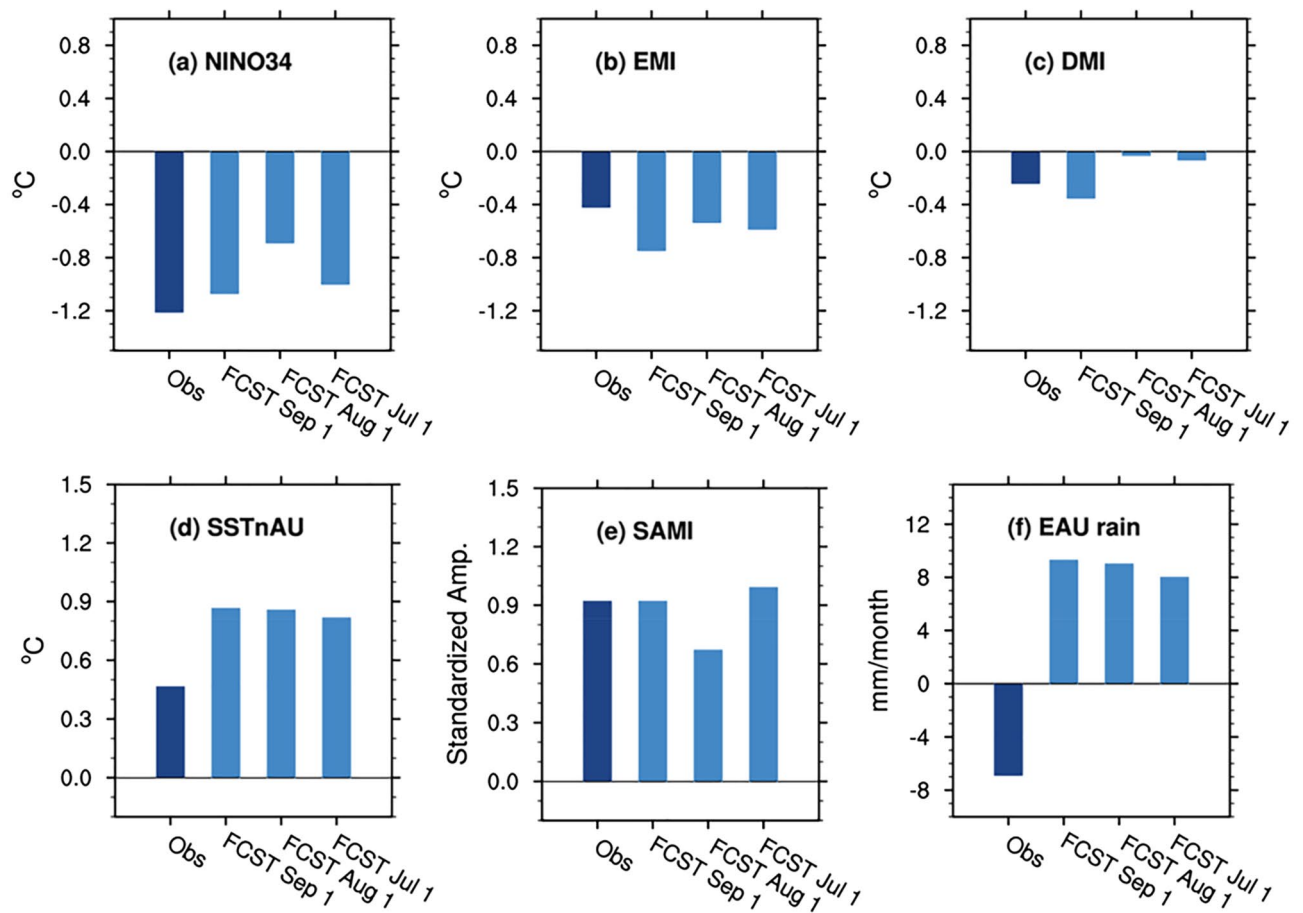 (a) NINO34
0.8
0.4
0.0
-0.4
-0.8
-1.2
ºC
Obs
FCST Sep 1
FCST Aug 1
FCST Jul 1
(b) EMI
0.8
0.4
0.0
-0.4
-0.8
-1.2
ºC
Obs
FCST Sep 1
FCST Aug 1
FCST Jul 1
(c) DMI
0.8
0.4
0.0
-0.4
-0.8
-1.2
ºC
Obs
FCST Sep 1
FCST Aug 1
FCST Jul 1
(d) SSTnAU
1.5
1.2
0.9
0.6
0.3
0.0
ºC
Obs
FCST Sep 1
FCST Aug 1
FCST Jul 1
(e) SAMI
1.5
1.2
0.9
0.6
0.3
0.0
Standardized Amp.
Obs
FCST Sep 1
FCST Aug 1
FCST Jul 1
(f) EAU rain
12
8
4
0
-4
-8
mm/month
Obs
FCST Sep 1
FCST Aug 1
FCST Jul 1